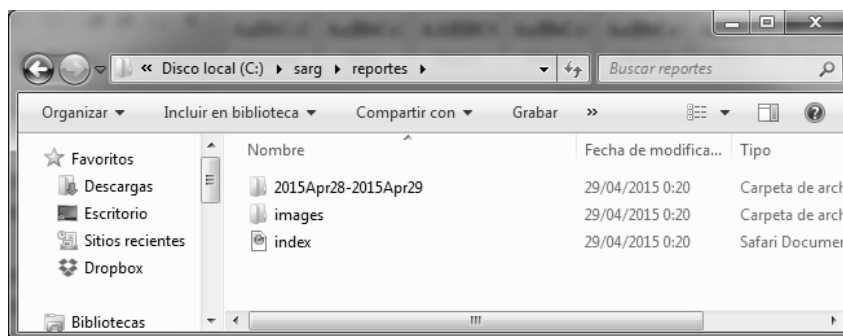 « Disco local (C:) ▸ sarg ▸ reportes ▸ Buscar reportes
Organizar ▾ Incluir en biblioteca ▾ Compartir con ▾ Grabar »
Favoritos
Descargas
Escritorio
Sitios recientes
Dropbox
Bibliotecas
Nombre Fecha de modifica... Tipo
2015Apr28-2015Apr29 29/04/2015 0:20 Carpeta de arch
images 29/04/2015 0:20 Carpeta de arch
index 29/04/2015 0:20 Safari Documen